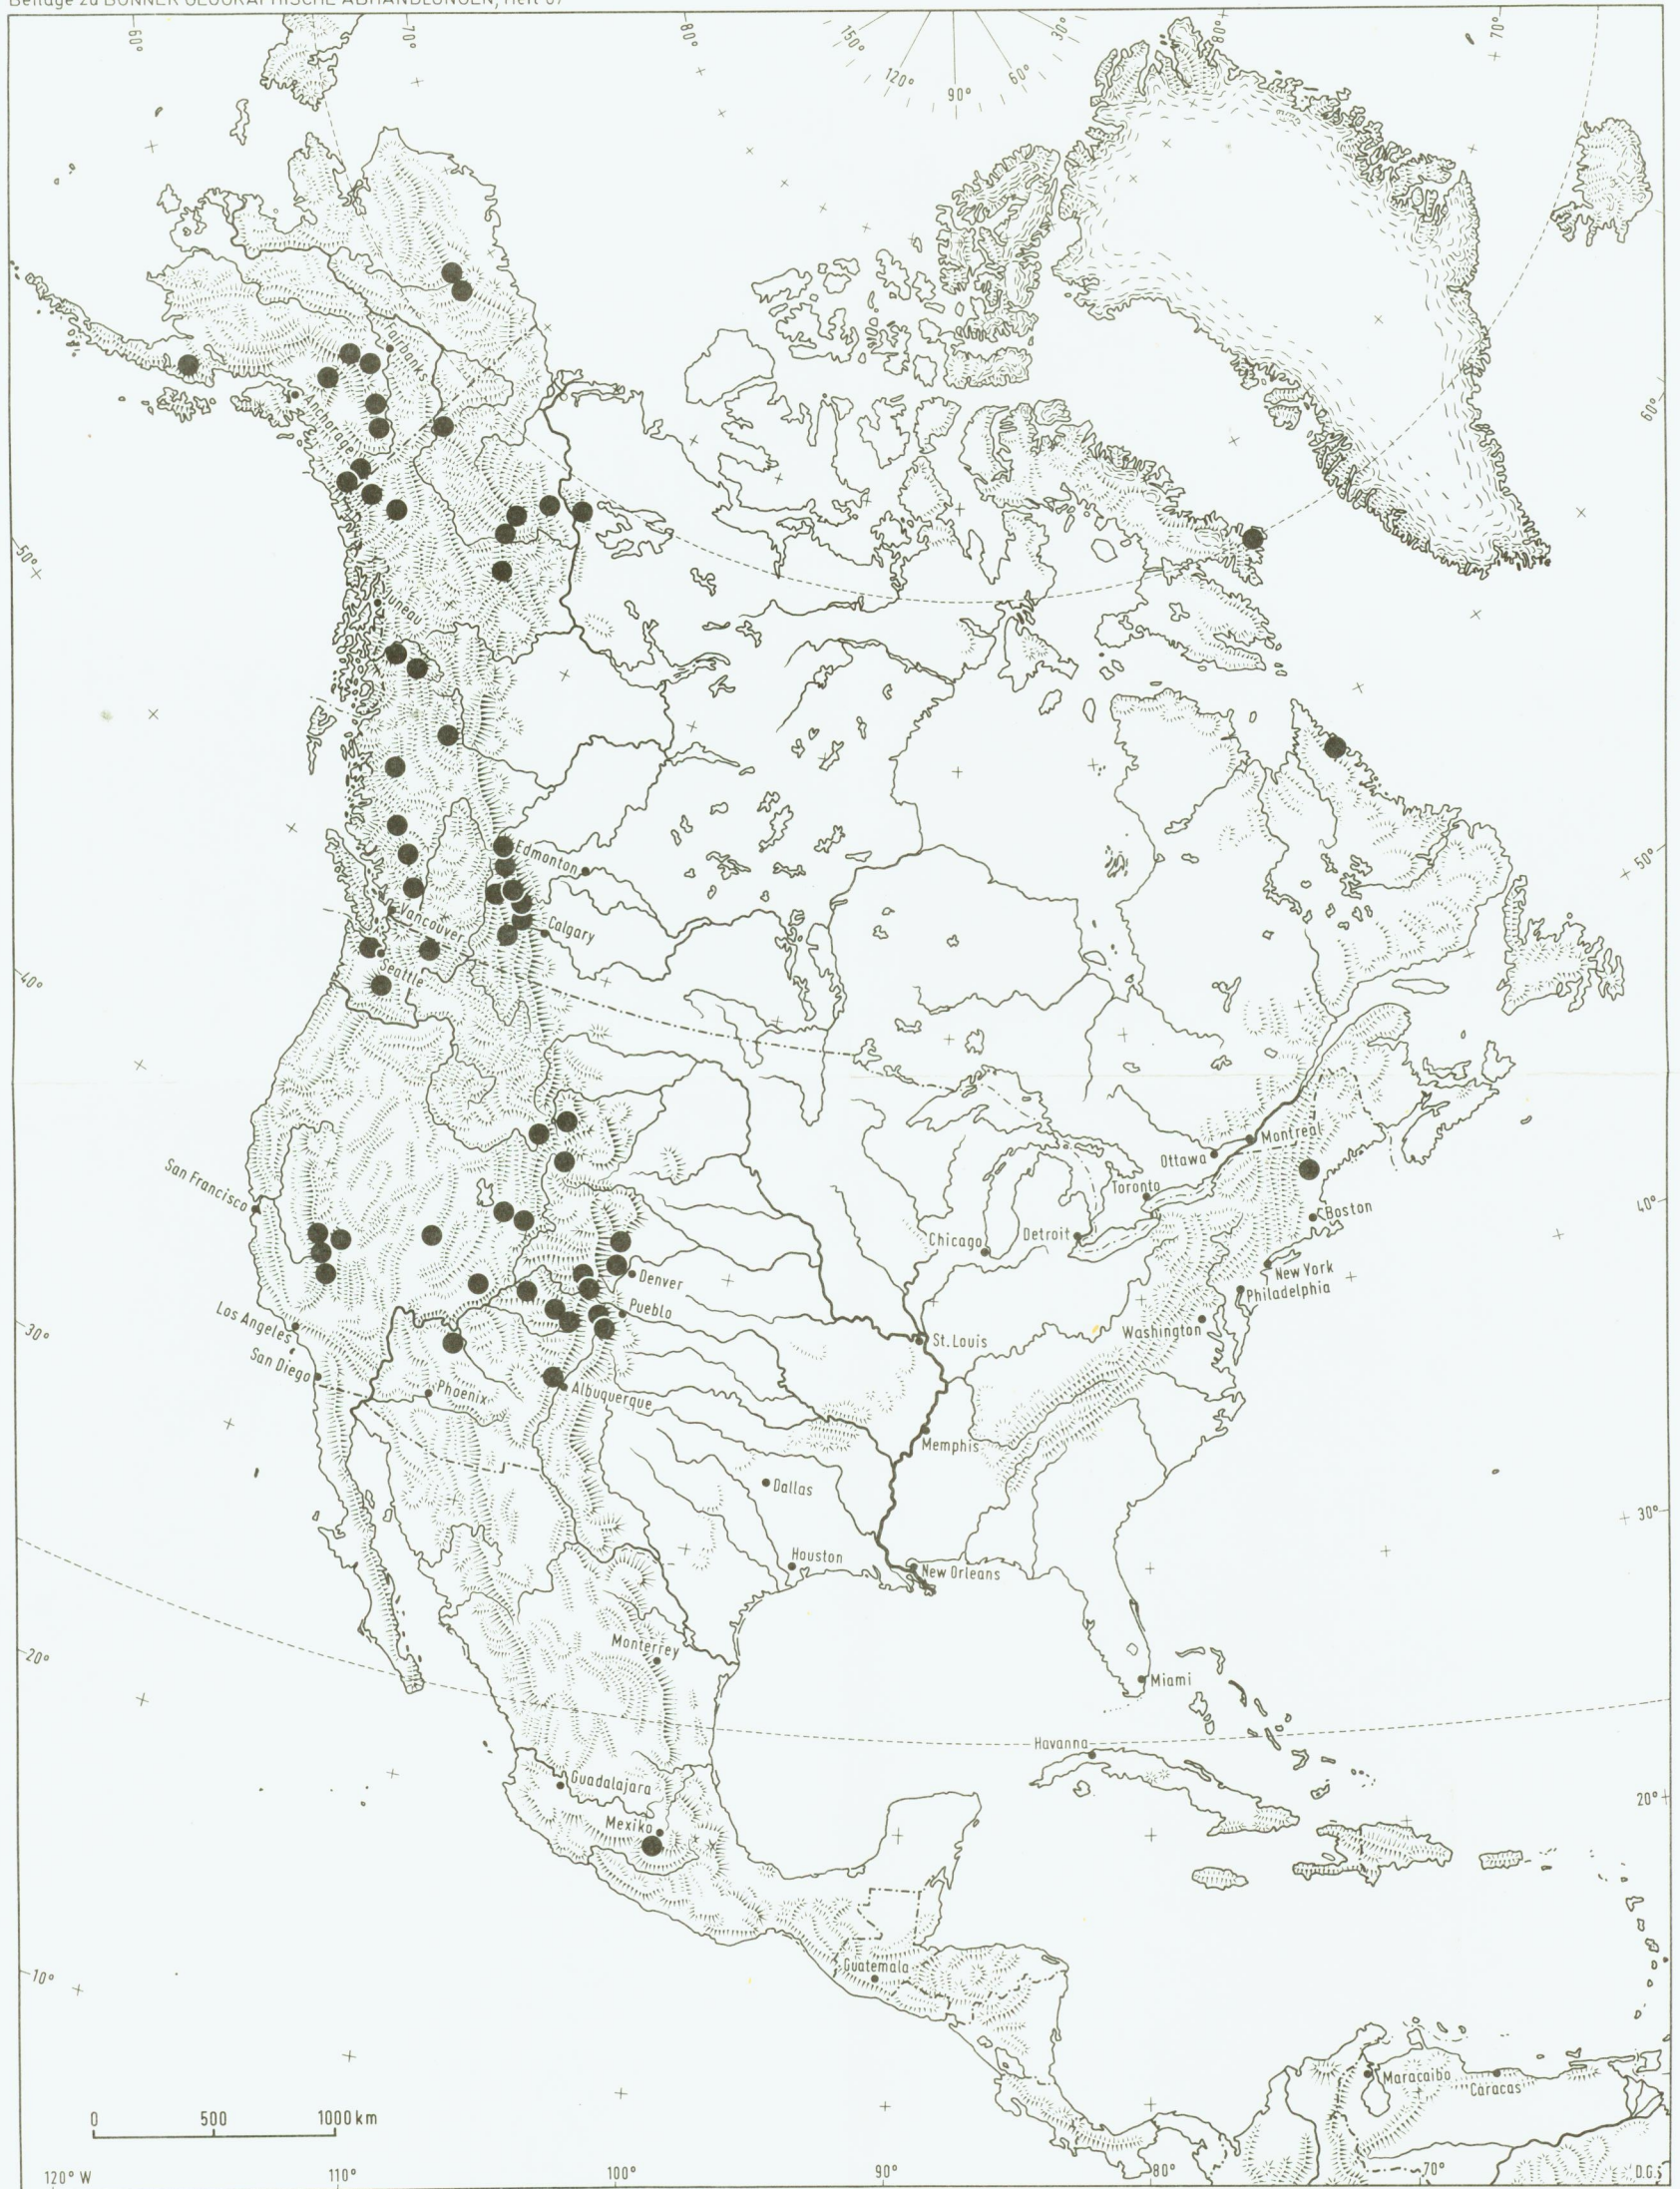 Beilage zu BONNER GEOGRAPHISCHE ABHANDLUNGEN, Heft 67
60°
70°
80°
150°
120°
90°
60°
30°
80°
70°
60°
Fairbanks
Anchorage
50°
Juneau
Edmonton
50°
Vancouver
Calgary
Seattle
40°
Montreal
Ottawa
San Francisco
Toronto
40°
Boston
Chicago
Detroit
New York
Denver
Philadelphia
Pueblo
Los Angeles
30°
Washington
St. Louis
San Diego
Phoenix
Albuquerque
Memphis
Dallas
30°
Houston
New Orleans
Monterrey
20°
Miami
Havanna
Guadalajara
20°
Mexiko
Guatemala
10°
Maracaibo
Caracas
0 500 1000 km
120° W 110° 100° 90° 80° 70° D.G.